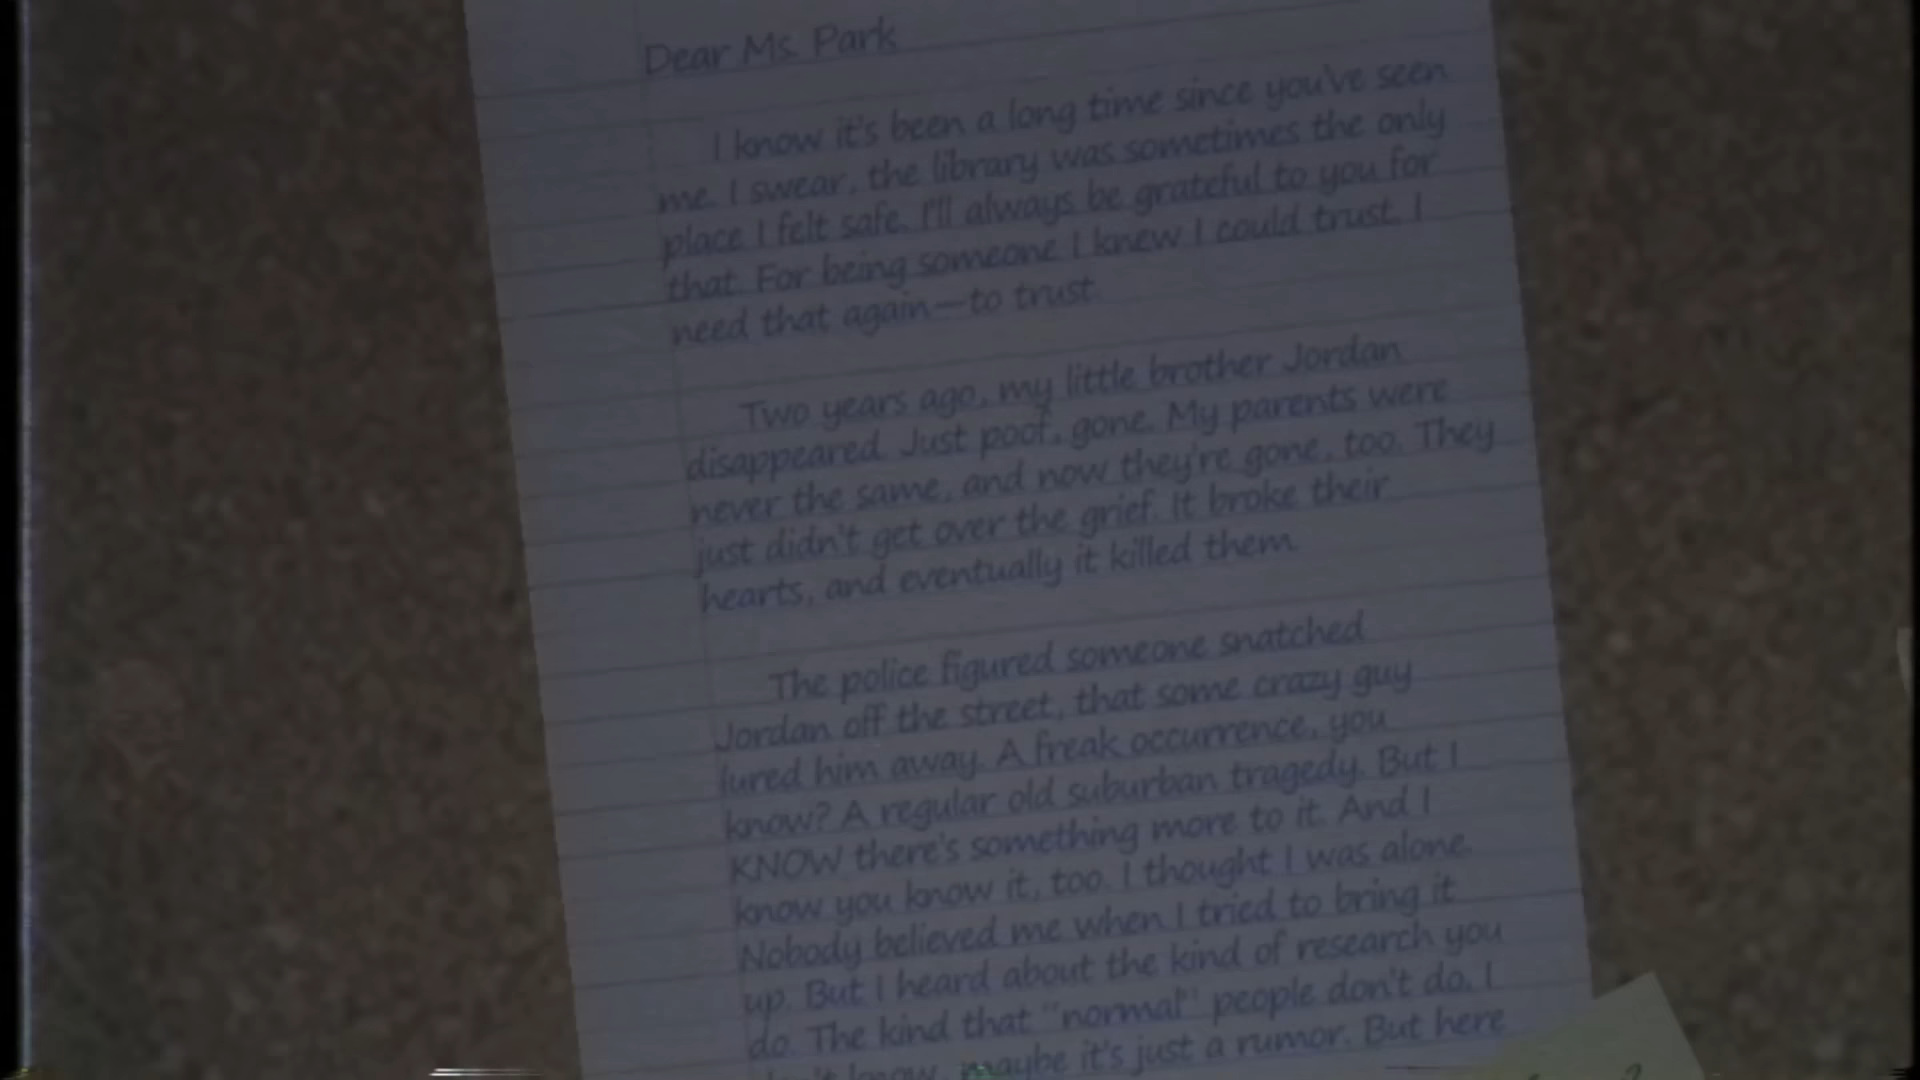 Dear Ms. Park
I know it's been a long time since you've seen
me. I swear, the library was sometimes the only
place I felt safe. I'll always be grateful to you for
that. For being someone I knew I could trust. I
need that again—to trust.
Two years ago, my little brother Jordan
disappeared. Just poof, gone. My parents were
never the same, and now they're gone, too. They
just didn't get over the grief. It broke their
hearts, and eventually it killed them.
The police figured someone snatched
Jordan off the street, that some crazy guy
lured him away. A freak occurrence, you
know? A regular old suburban tragedy. But I
KNOW there's something more to it. And I
know you know it, too. I thought I was alone.
Nobody believed me when I tried to bring it
up. But I heard about the kind of research you
do. The kind that "normal" people don't do. I
don't know, maybe it's just a rumor. But here